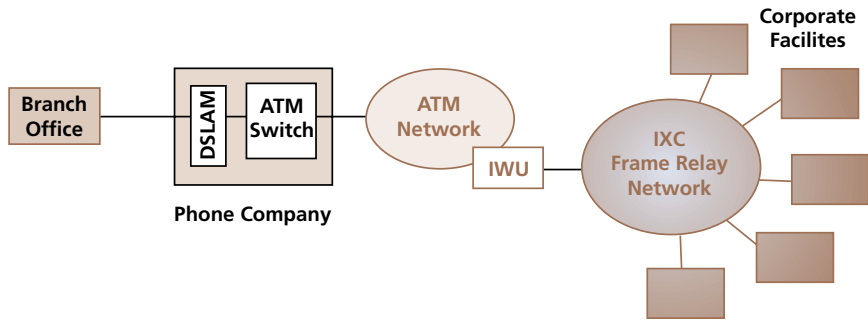 Corporate
Facilites
Branch
Office
DSLAM
ATM
Switch
ATM
Network
IWU
IXC
Frame Relay
Network
Phone Company